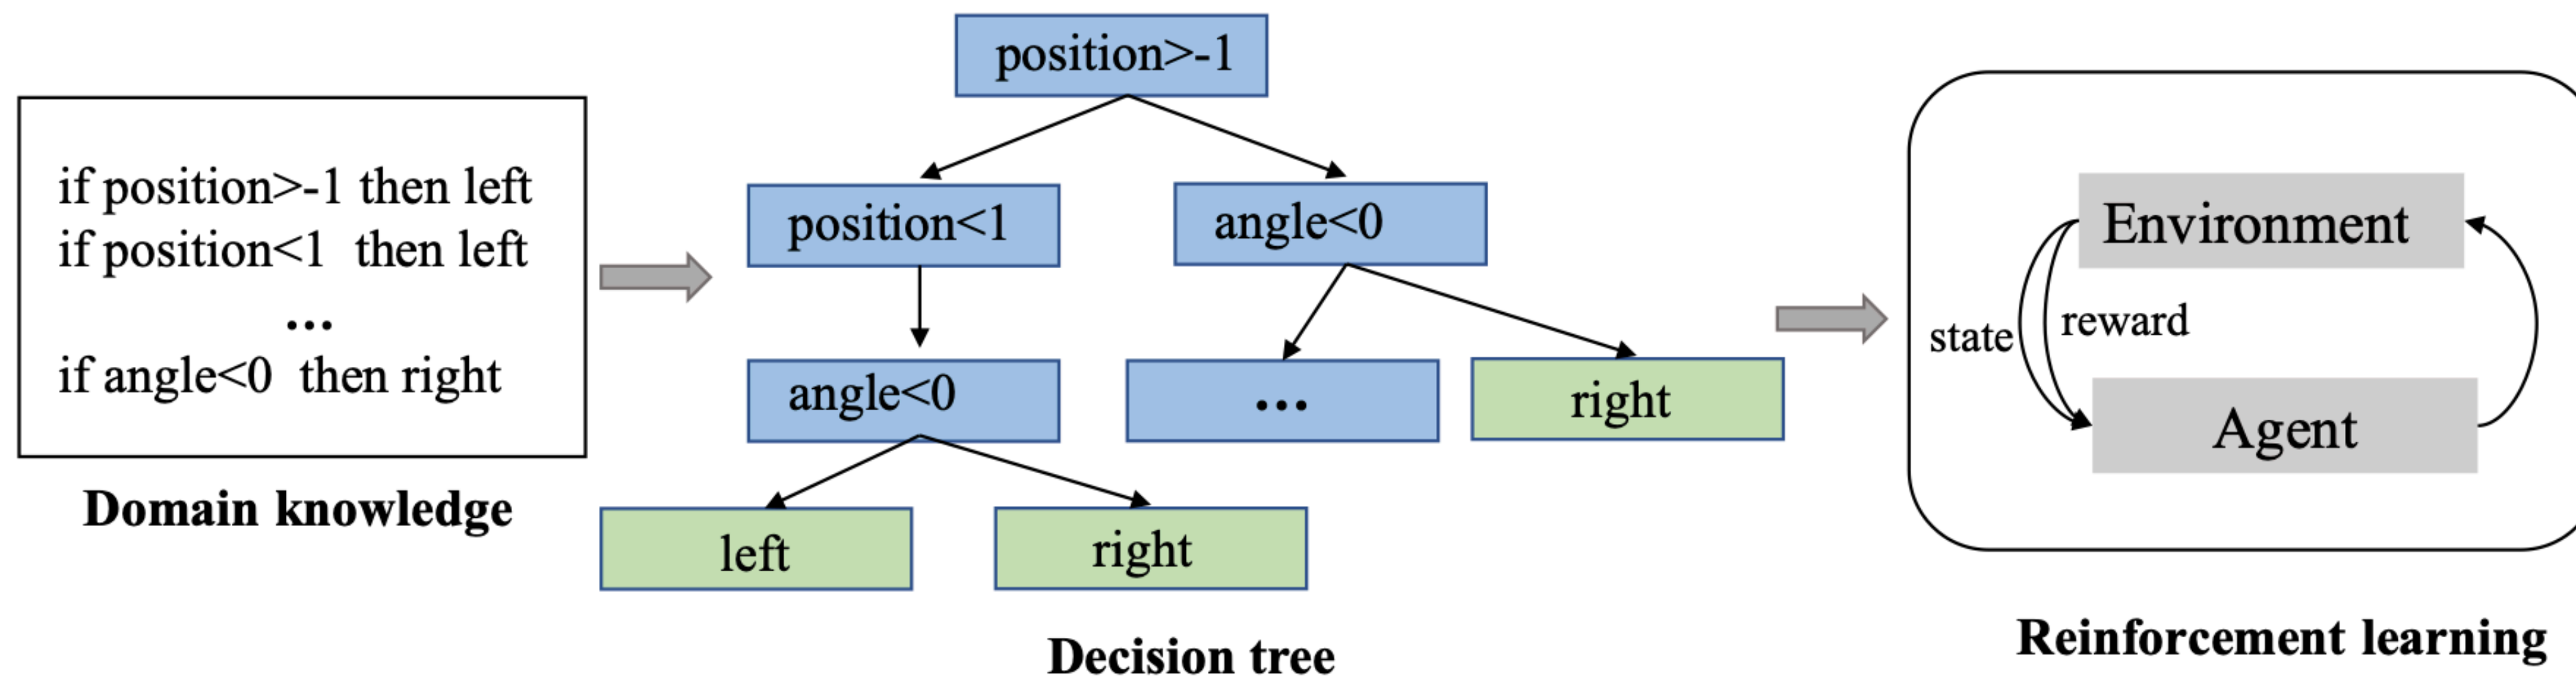 if position>-1 then left
if position<1 then left
...
if angle<0 then right
Domain knowledge
position>-1
position<1
angle<0
angle<0
...
right
left
right
Decision tree
Environment
state
reward
Agent
Reinforcement learning